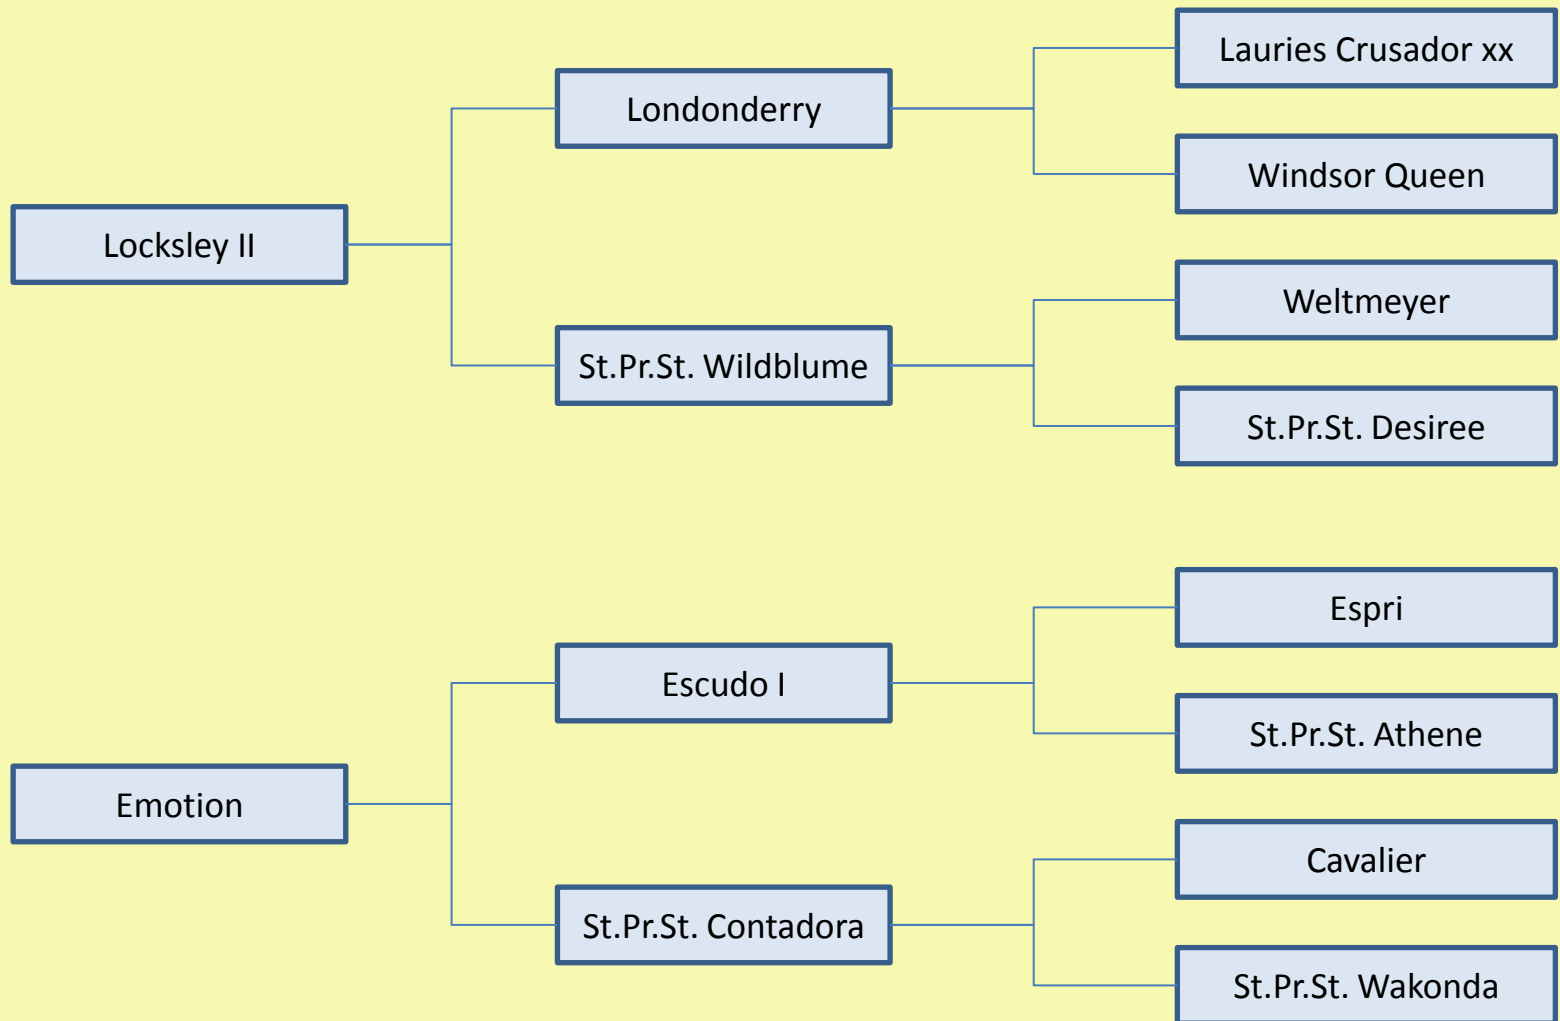 Lauries Crusador xx
Londonderry
Windsor Queen
Locksley II
Weltmeyer
St.Pr.St. Wildblume
St.Pr.St. Desiree
Espri
Escudo I
St.Pr.St. Athene
Emotion
Cavalier
St.Pr.St. Contadora
St.Pr.St. Wakonda